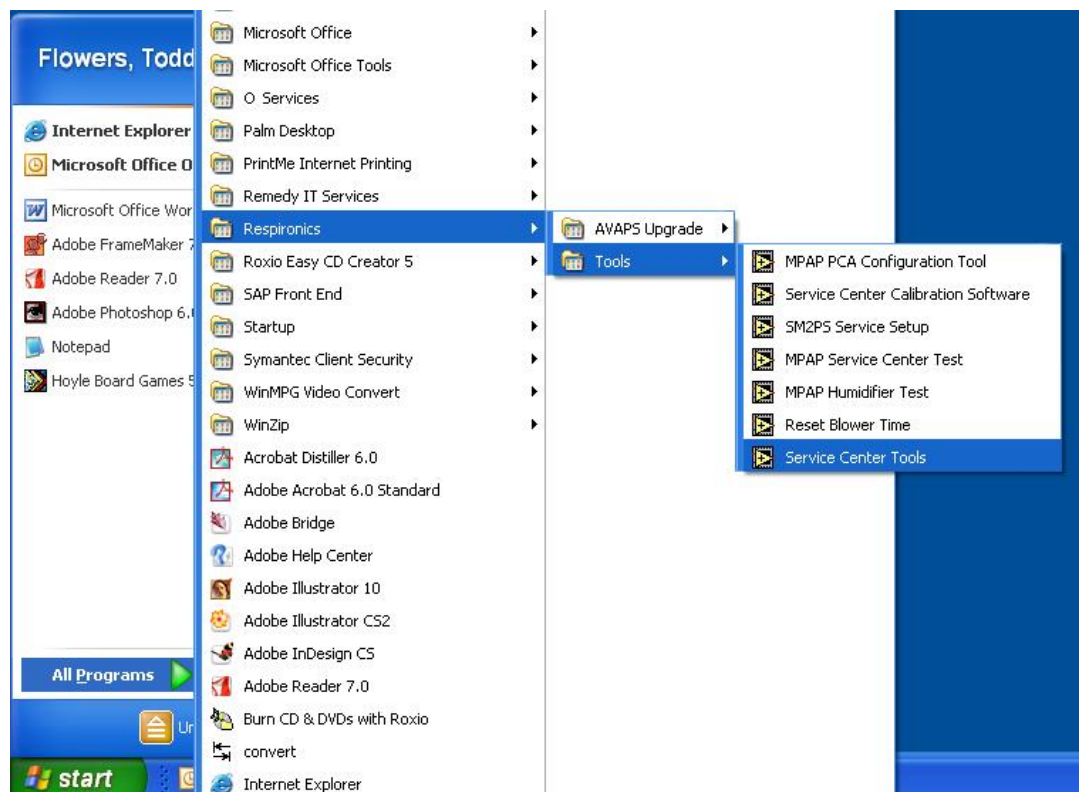 Flowers, Todd
Internet Explorer
Microsoft Office O
Microsoft Office Wor
Adobe FrameMaker 7
Adobe Reader 7.0
Adobe Photoshop 6.
Notepad
Hoyle Board Games 5
All Programs
Un
start
Microsoft Office
Microsoft Office Tools
O Services
Palm Desktop
PrintMe Internet Printing
Remedy IT Services
Respironics
Roxio Easy CD Creator 5
SAP Front End
Startup
Symantec Client Security
WinMPG Video Convert
WinZip
Acrobat Distiller 6.0
Adobe Acrobat 6.0 Standard
Adobe Bridge
Adobe Help Center
Adobe Illustrator 10
Adobe Illustrator CS2
Adobe InDesign CS
Adobe Reader 7.0
Burn CD & DVDs with Roxio
convert
Internet Explorer
AVAPS Upgrade
Tools
MPAP PCA Configuration Tool
Service Center Calibration Software
SM2PS Service Setup
MPAP Service Center Test
MPAP Humidifier Test
Reset Blower Time
Service Center Tools